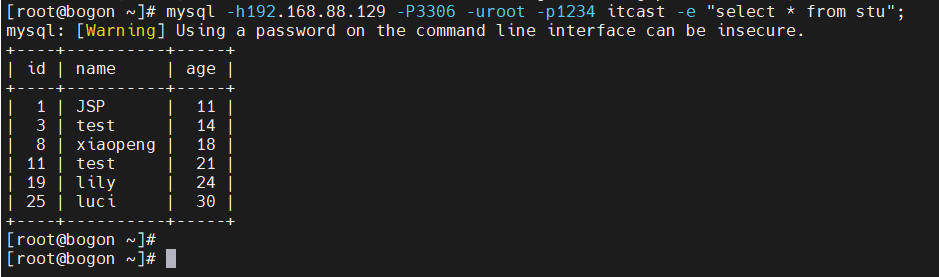 [root@bogon ~]# mysql -h192.168.88.129 -P3306 -uroot -p1234 itcast -e "select * from stu";
mysql: [Warning] Using a password on the command line interface can be insecure.
+----+----------+-----+
| id | name     | age |
+----+----------+-----+
|  1 | JSP      |  11 |
|  3 | test     |  14 |
|  8 | xiaopeng |  18 |
| 11 | test     |  21 |
| 19 | lily     |  24 |
| 25 | luci     |  30 |
+----+----------+-----+
[root@bogon ~]#
[root@bogon ~]#